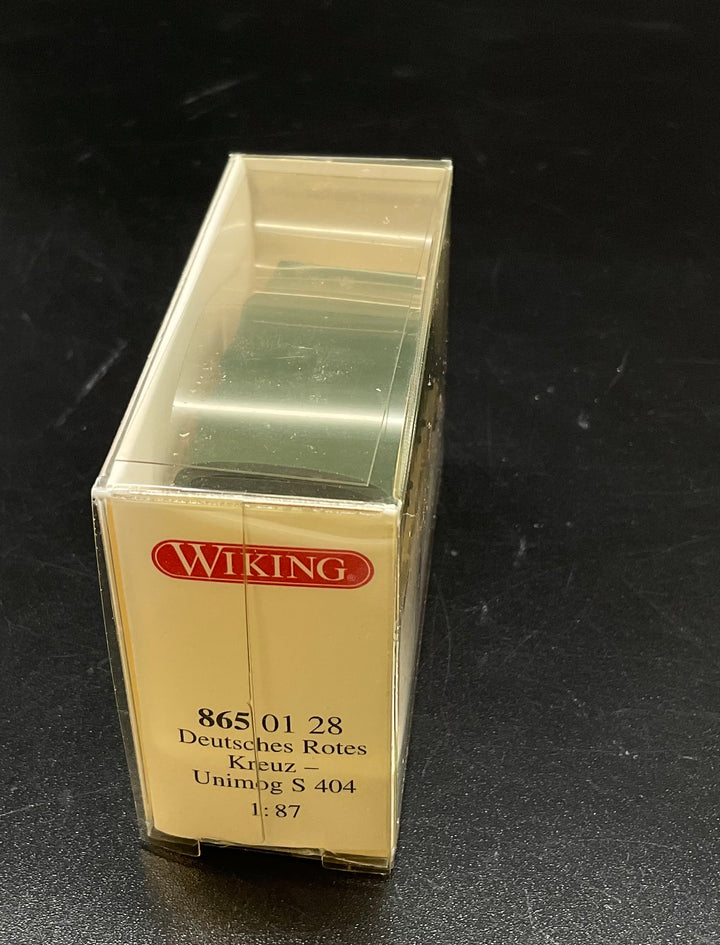 WIKING®
865 01 28
Deutsches Rotes
Kreuz –
Unimog S 404
1:87